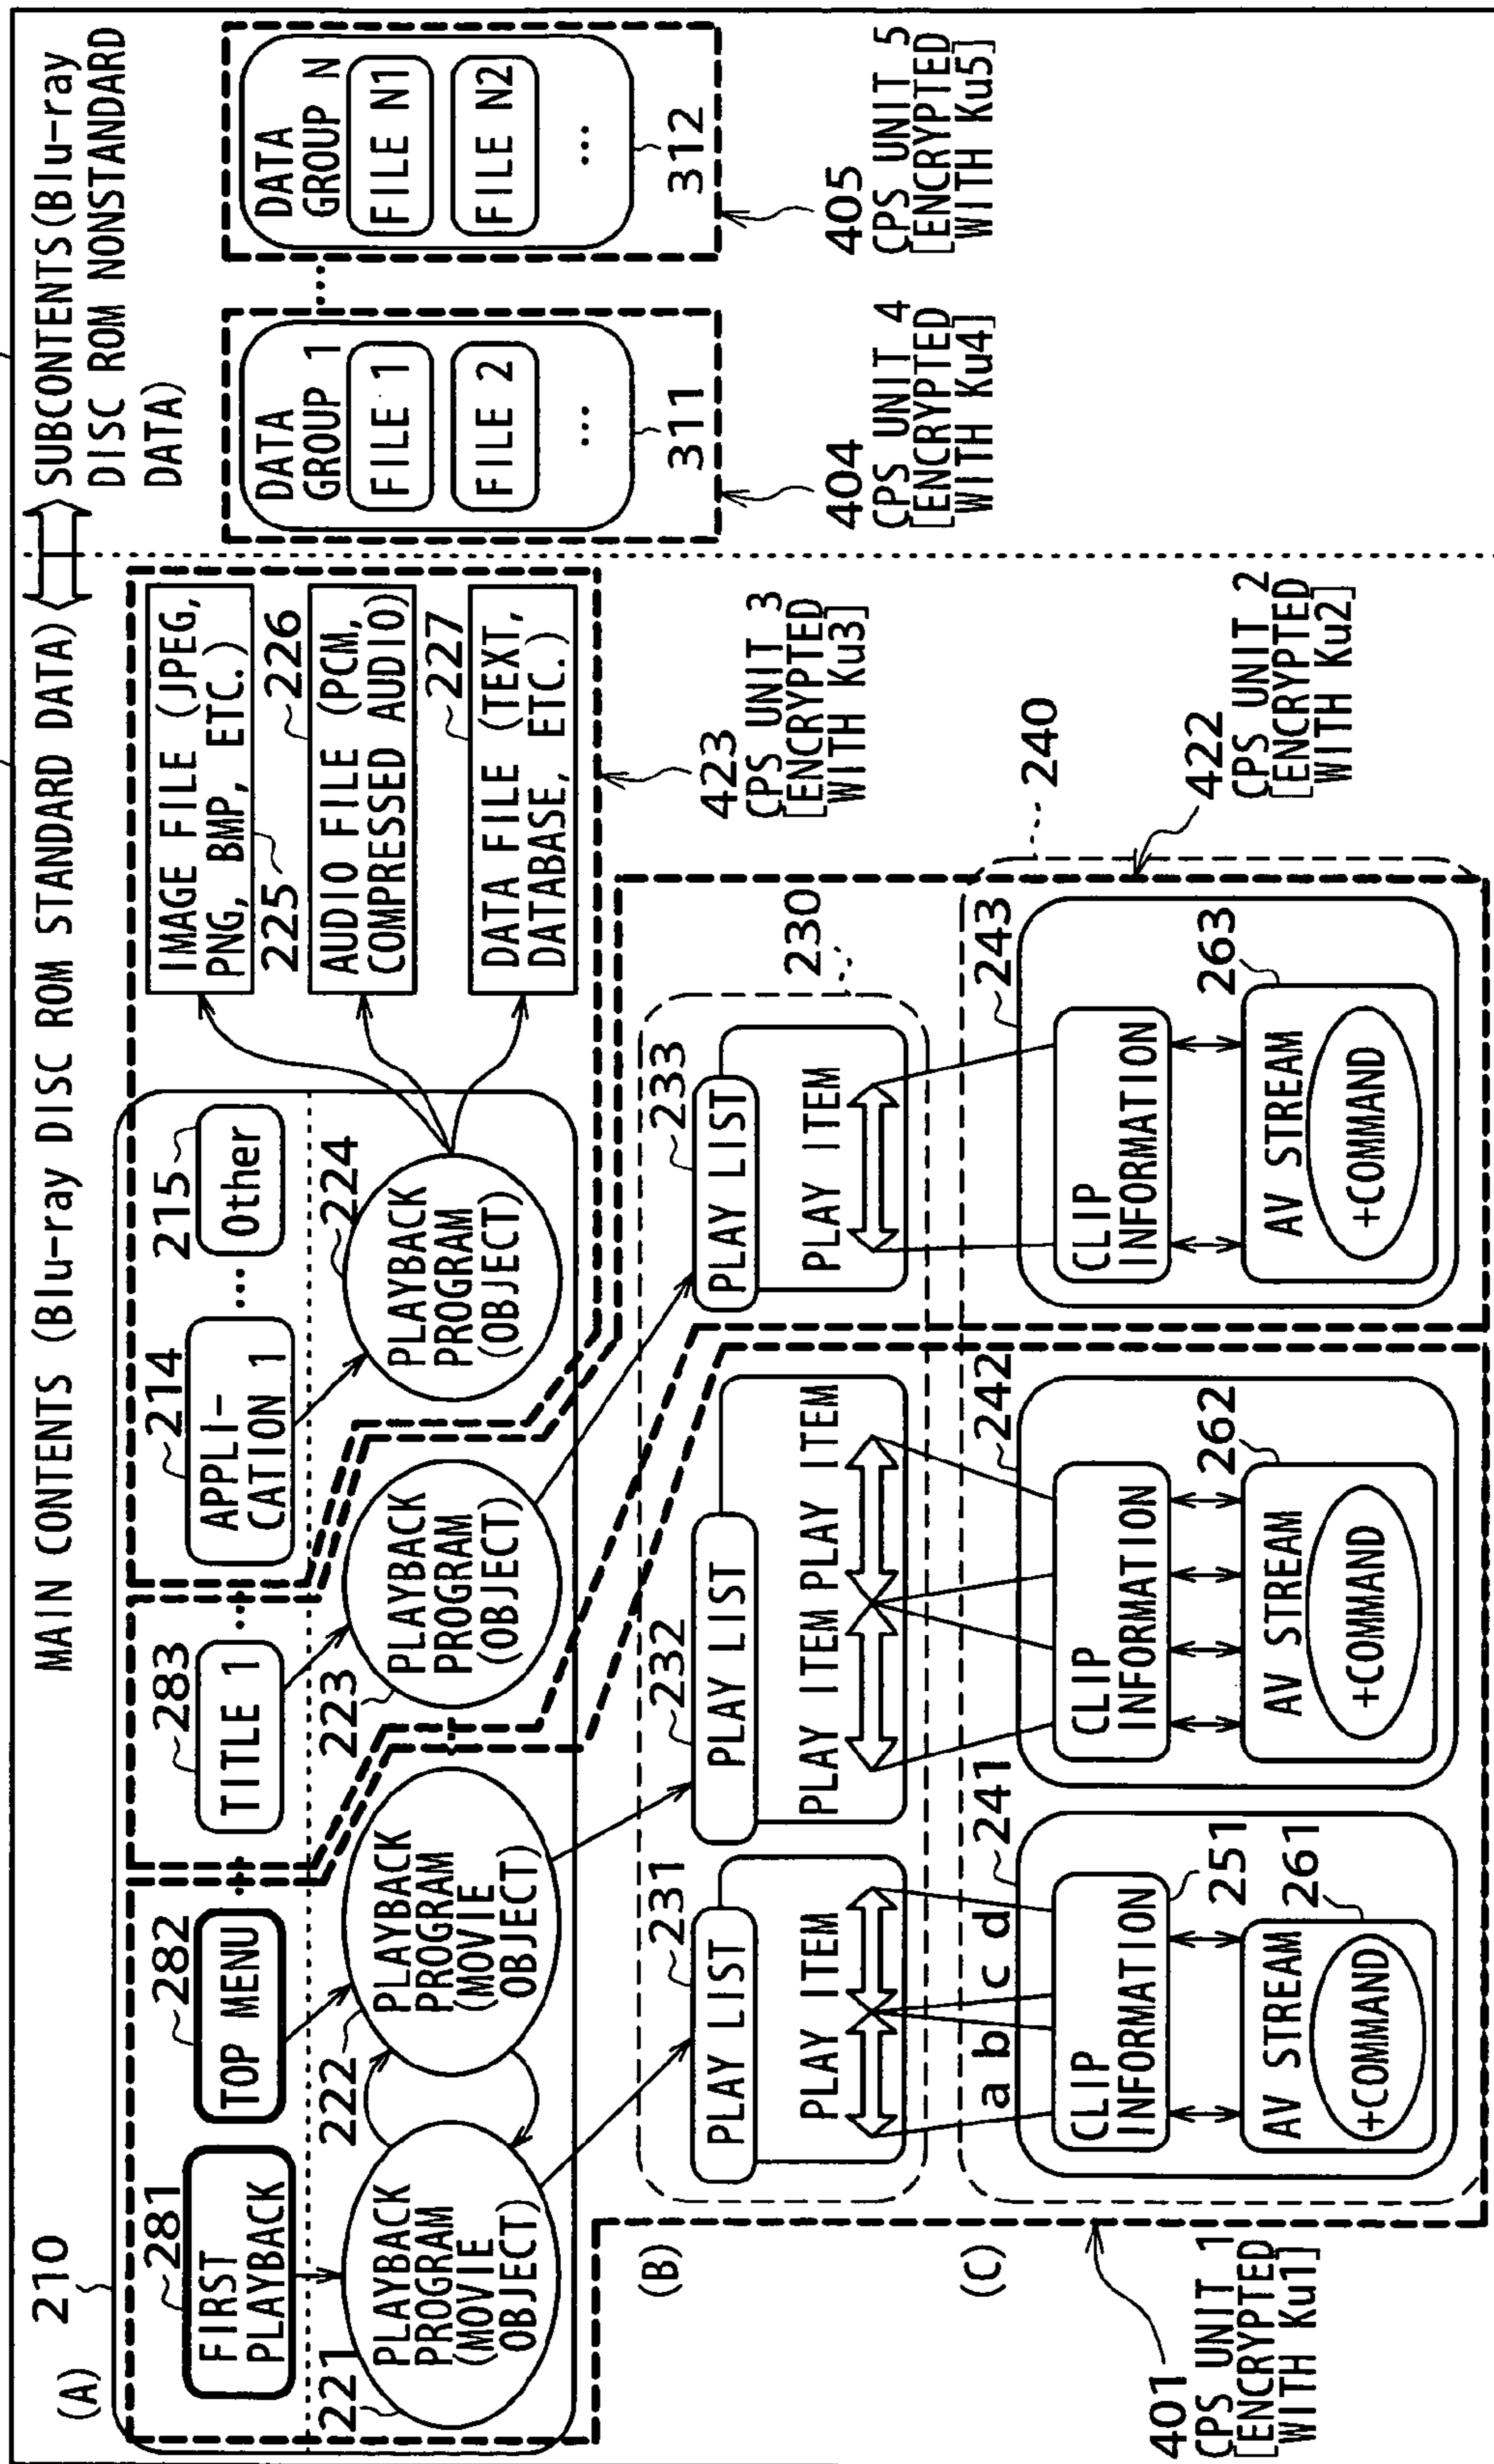 MAIN CONTENTS (Blu-ray DISC ROM STANDARD DATA)
SUBCONTENTS(Blu-ray
DISC ROM NONSTANDARD
DATA)
(A)
210
281
FIRST
PLAYBACK
282
TOP MENU
...
283
TITLE 1
...
214
APPLI-
CATION 1
...
215
Other
221
PLAYBACK
PROGRAM
(MOVIE
OBJECT)
222
PLAYBACK
PROGRAM
(MOVIE
OBJECT)
...
223
PLAYBACK
PROGRAM
(OBJECT)
224
PLAYBACK
PROGRAM
(OBJECT)
IMAGE FILE (JPEG,
PNG, BMP, ETC.)
225
226
AUDIO FILE (PCM,
COMPRESSED AUDIO)
227
DATA FILE (TEXT,
DATABASE, ETC.)
423
CPS UNIT 3
[ENCRYPTED
WITH Ku3]
DATA
GROUP 1
FILE 1
FILE 2
...
311
404
CPS UNIT 4
[ENCRYPTED
WITH Ku4]
...
DATA
GROUP N
FILE N1
FILE N2
...
312
405
CPS UNIT 5
[ENCRYPTED
WITH Ku5]
(B)
230
231
PLAY LIST
PLAY ITEM
232
PLAY LIST
PLAY ITEM PLAY ITEM
233
PLAY LIST
PLAY ITEM
(C)
240
a b c d
241
CLIP
INFORMATION
251
AV STREAM
261
+COMMAND
242
CLIP
INFORMATION
AV STREAM
262
+COMMAND
243
CLIP
INFORMATION
AV STREAM
263
+COMMAND
401
CPS UNIT 1
[ENCRYPTED
WITH Ku1]
422
CPS UNIT 2
[ENCRYPTED
WITH Ku2]